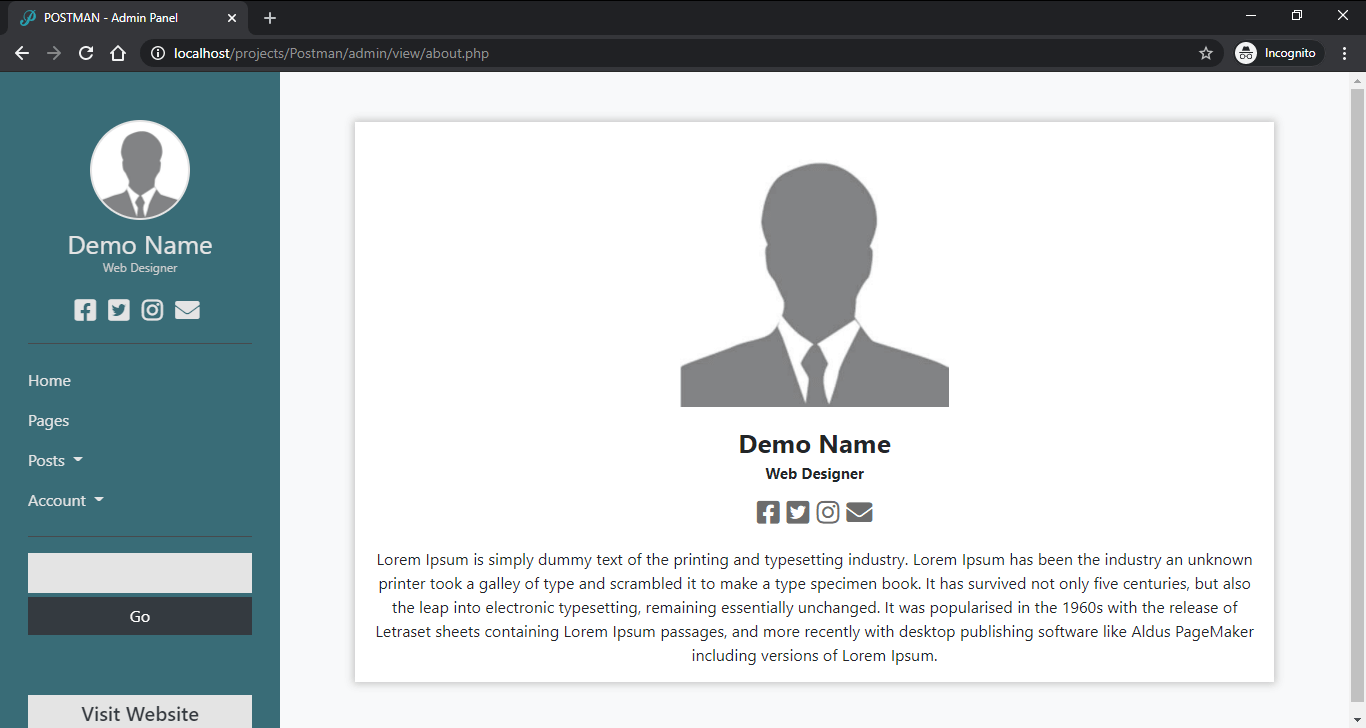 POSTMAN - Admin Panel
localhost/projects/Postman/admin/view/about.php
Incognito
Demo Name
Web Designer
Home
Pages
Posts
Account
Go
Visit Website
Demo Name
Web Designer
Lorem Ipsum is simply dummy text of the printing and typesetting industry. Lorem Ipsum has been the industry an unknown
printer took a galley of type and scrambled it to make a type specimen book. It has survived not only five centuries, but also
the leap into electronic typesetting, remaining essentially unchanged. It was popularised in the 1960s with the release of
Letraset sheets containing Lorem Ipsum passages, and more recently with desktop publishing software like Aldus PageMaker
including versions of Lorem Ipsum.